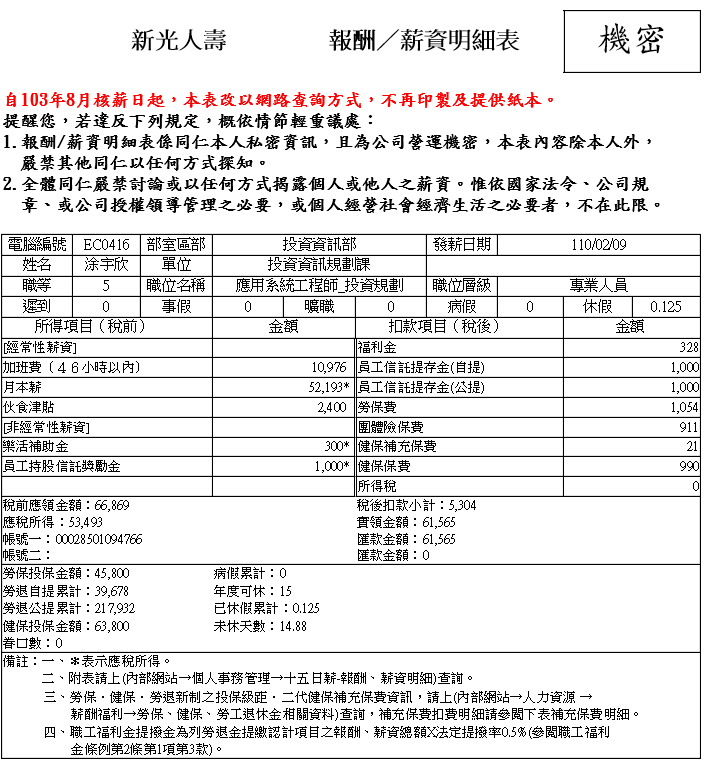 新光人壽 報酬／薪資明細表 機密
自103年8月核薪日起，本表改以網路查詢方式，不再印製及提供紙本。
提醒您，若違反下列規定，概依情節輕重議處：
1. 報酬/薪資明細表係同仁本人私密資訊，且為公司營運機密，本表內容除本人外，
嚴禁其他同仁以任何方式探知。
2. 全體同仁嚴禁討論或以任何方式揭露個人或他人之薪資。惟依國家法令、公司規
章、或公司授權領導管理之必要，或個人經營社會經濟生活之必要者，不在此限。
電腦編號 EC0416 部室區部 投資資訊部 發薪日期 110/02/09
姓名 涂宇欣 單位 投資資訊規劃課
職等 5 職位名稱 應用系統工程師_投資規劃 職位層級 專業人員
遲到 0 事假 0 曠職 0 病假 0 休假 0.125
所得項目（稅前） 金額 扣款項目（稅後） 金額
[經常性薪資] 福利金 328
加班費（４６小時以內） 10,976 員工信託提存金(自提) 1,000
月本薪 52,193* 員工信託提存金(公提) 1,000
伙食津貼 2,400 勞保費 1,054
[非經常性薪資] 團體險保費 911
樂活補助金 300* 健保補充保費 21
員工持股信託獎勵金 1,000* 健保保費 990
所得稅 0
稅前應領金額：66,869 稅後扣款小計：5,304
應稅所得：53,493 實領金額：61,565
帳號一：00028501094766 匯款金額：61,565
帳號二： 匯款金額：0
勞保投保金額：45,800 病假累計：0
勞退自提累計：39,678 年度可休：15
勞退公提累計：217,932 已休假累計：0.125
健保投保金額：63,800 未休天數：14.88
眷口數：0
備註：一、＊表示應稅所得。
二、附表請上(內部網站→個人事務管理→十五日薪-報酬、薪資明細)查詢。
三、勞保．健保．勞退新制之投保級距．二代健保補充保費資訊，請上(內部網站→人力資源 →
薪酬福利→勞保、健保、勞工退休金相關資料)查詢，補充保費扣費明細請參閱下表補充保費明細。
四、職工福利金提撥金為列勞退金提繳認計項目之報酬、薪資總額X法定提撥率0.5%(參閱職工福利
金條例第2條第1項第3款)。